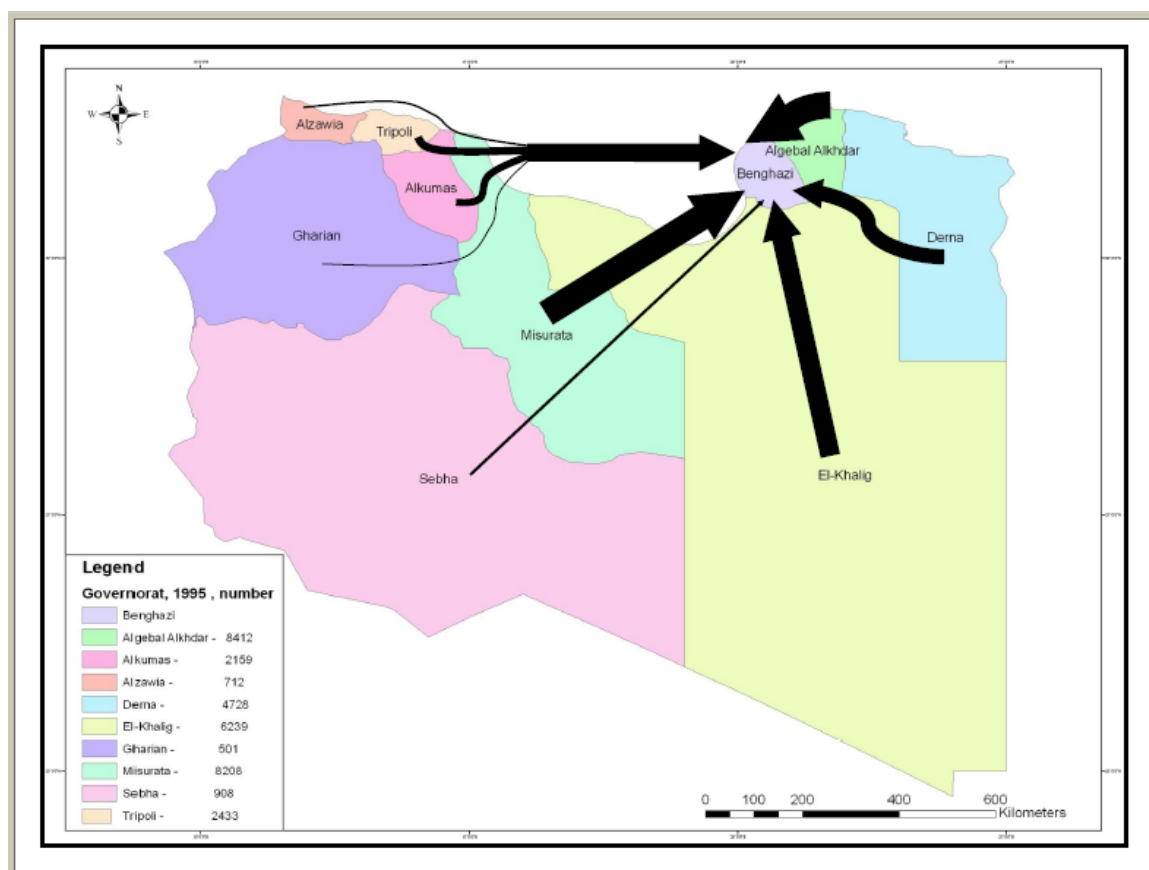 N
W E
S
Alzawia
Tripoli
Algebal Alkhdar
Benghazi
Alkumas
Gharian
Derna
Misurata
Sebha
El-Khalig
Legend
Governorat, 1995 , number
Benghazi
Algebal Alkhdar - 8412
Alkumas - 2159
Alzawia - 712
Derna - 4728
El-Khalig - 6239
Gharian - 501
Misurata - 8208
Sebha - 908
Tripoli - 2433
0 100 200 400 600
Kilometers